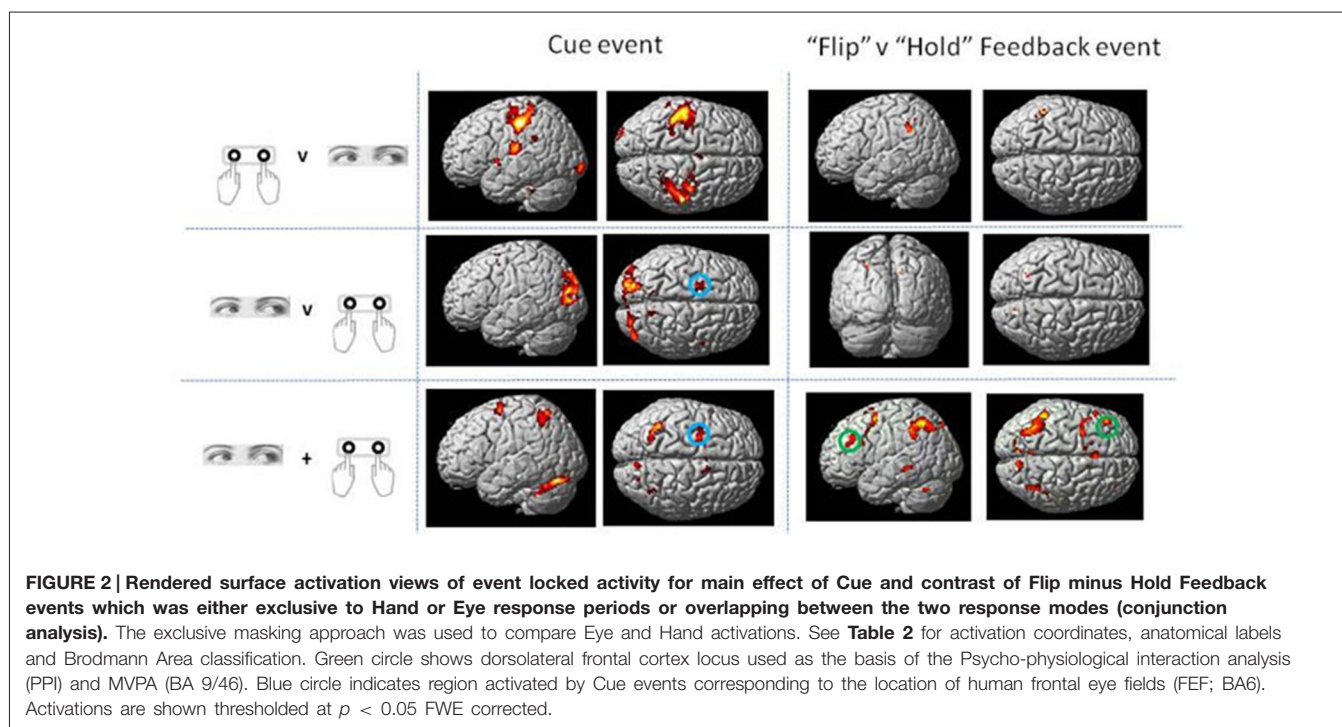 Cue event
“Flip” v “Hold” Feedback event
v
v
+
FIGURE 2 | Rendered surface activation views of event locked activity for main effect of Cue and contrast of Flip minus Hold Feedback
events which was either exclusive to Hand or Eye response periods or overlapping between the two response modes (conjunction
analysis). The exclusive masking approach was used to compare Eye and Hand activations. See Table 2 for activation coordinates, anatomical labels
and Brodmann Area classification. Green circle shows dorsolateral frontal cortex locus used as the basis of the Psycho-physiological interaction analysis
(PPI) and MVPA (BA 9/46). Blue circle indicates region activated by Cue events corresponding to the location of human frontal eye fields (FEF; BA6).
Activations are shown thresholded at p < 0.05 FWE corrected.